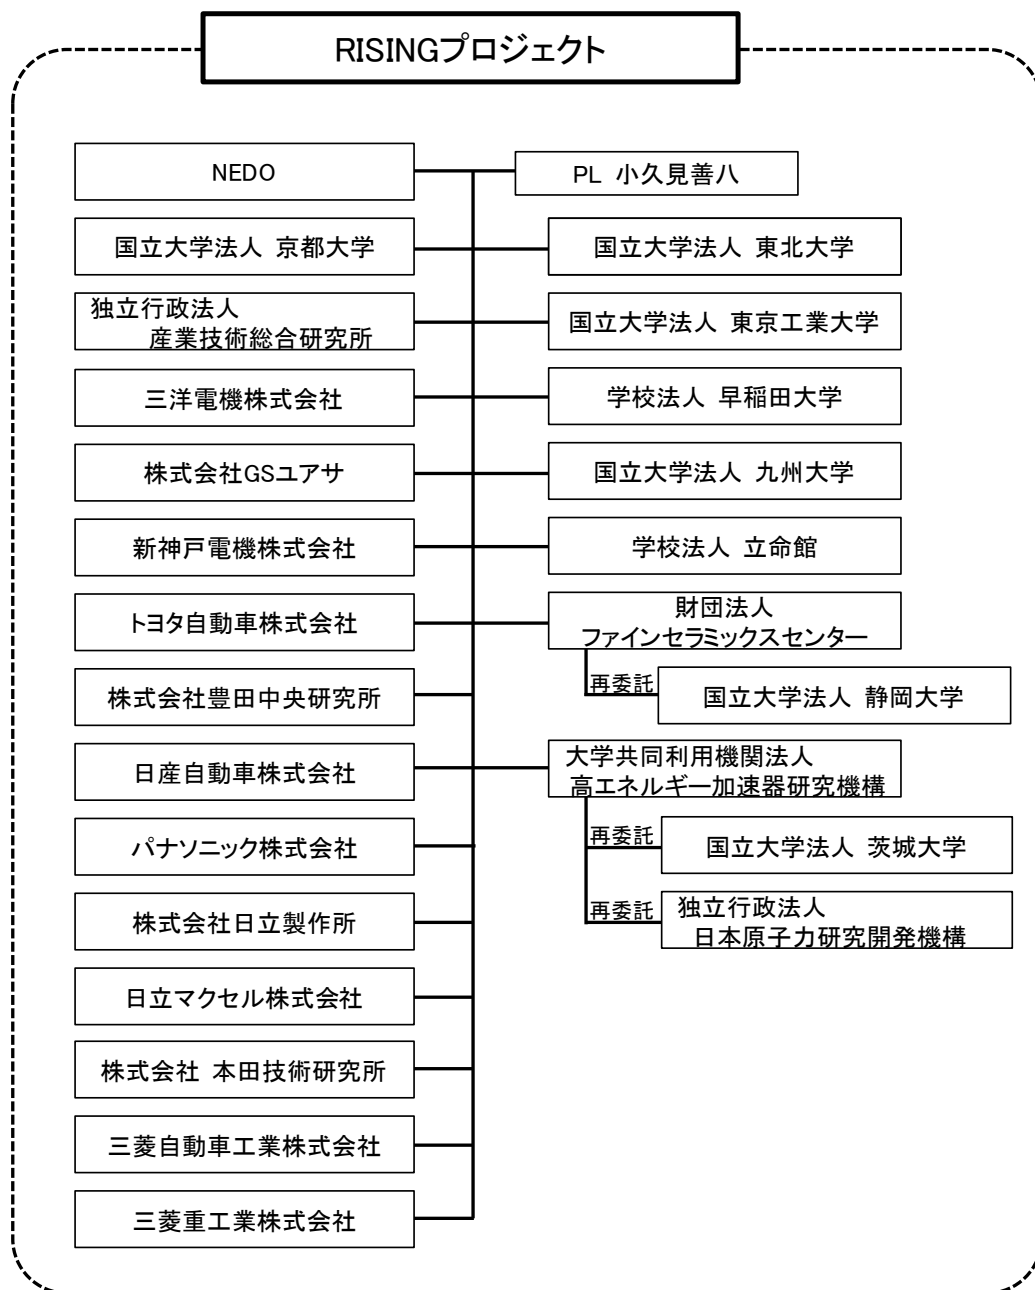 RISINGプロジェクト
NEDO
PL 小久見善八
国立大学法人 京都大学
国立大学法人 東北大学
独立行政法人
産業技術総合研究所
国立大学法人 東京工業大学
三洋電機株式会社
学校法人 早稲田大学
株式会社GSユアサ
国立大学法人 九州大学
新神戸電機株式会社
学校法人 立命館
トヨタ自動車株式会社
財団法人
ファインセラミックスセンター
株式会社豊田中央研究所
再委託
国立大学法人 静岡大学
日産自動車株式会社
大学共同利用機関法人
高エネルギー加速器研究機構
パナソニック株式会社
再委託
国立大学法人 茨城大学
株式会社日立製作所
再委託
独立行政法人
日本原子力研究開発機構
日立マクセル株式会社
株式会社 本田技術研究所
三菱自動車工業株式会社
三菱重工業株式会社